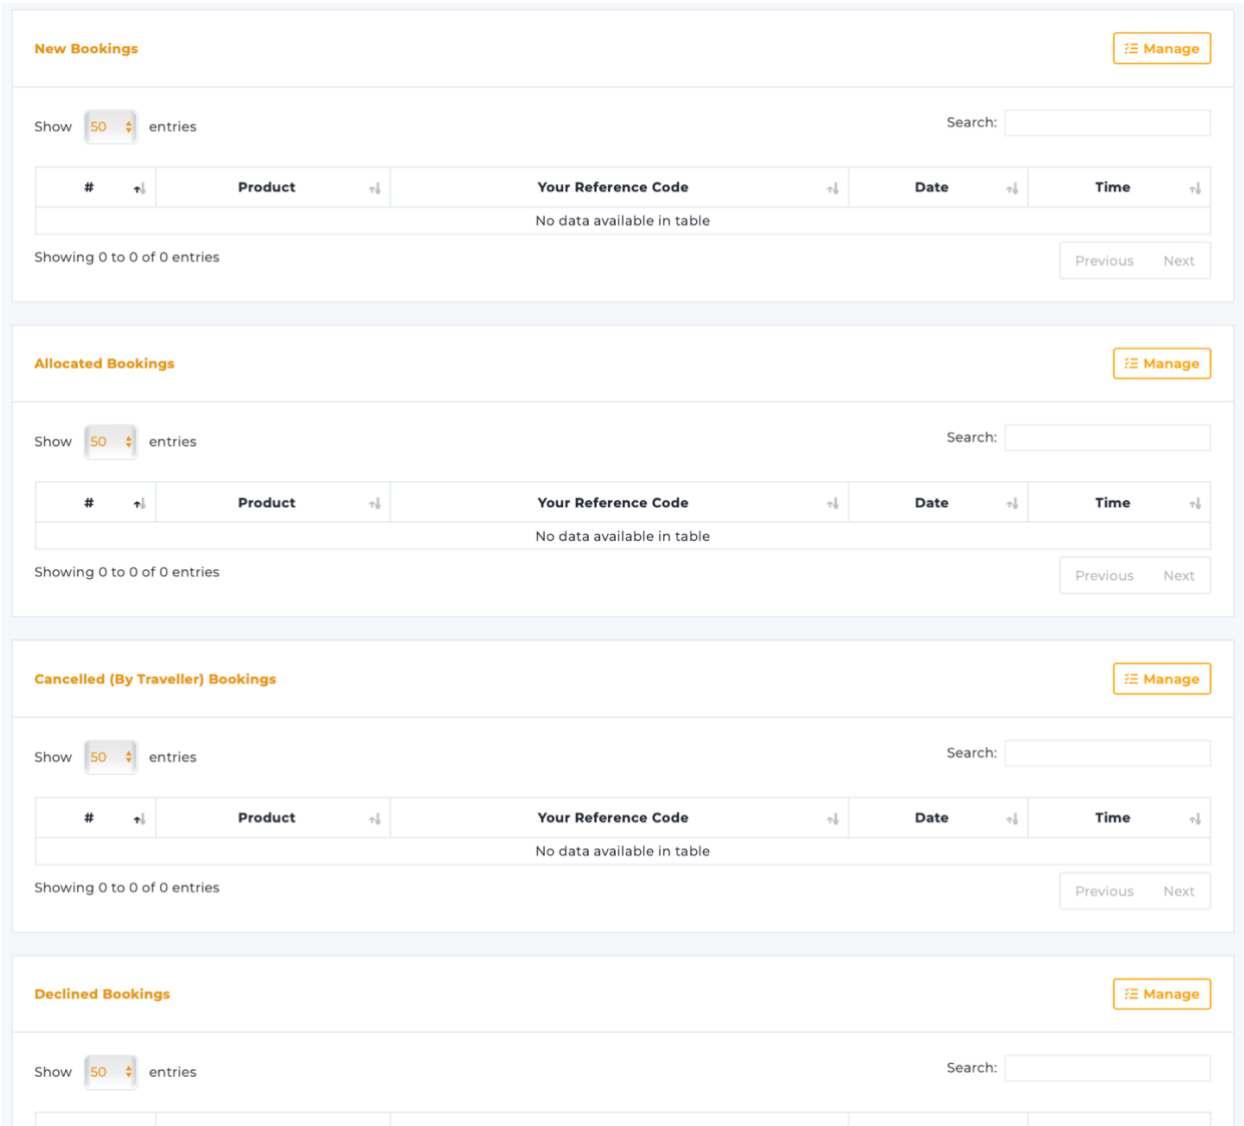 New Bookings
Manage
Show 50 entries
Search:
# Product Your Reference Code Date Time
No data available in table
Showing 0 to 0 of 0 entries
Previous Next
Allocated Bookings
Manage
Show 50 entries
Search:
# Product Your Reference Code Date Time
No data available in table
Showing 0 to 0 of 0 entries
Previous Next
Cancelled (By Traveller) Bookings
Manage
Show 50 entries
Search:
# Product Your Reference Code Date Time
No data available in table
Showing 0 to 0 of 0 entries
Previous Next
Declined Bookings
Manage
Show 50 entries
Search: